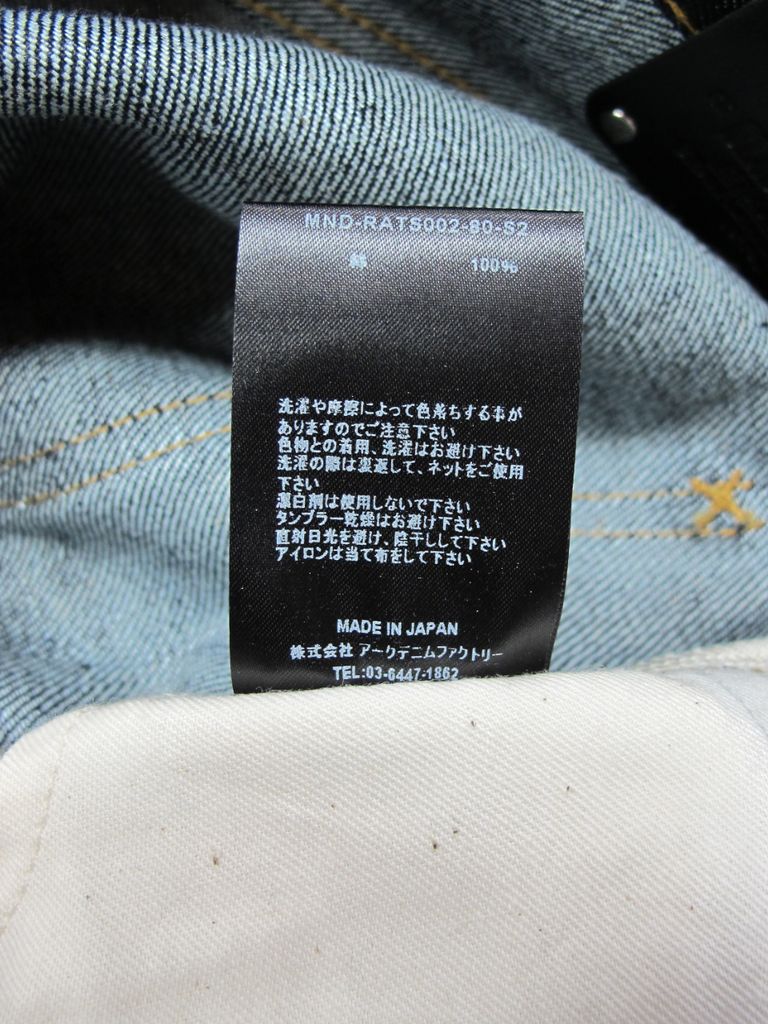 MND-RATS002-80-S2
綿 100%
洗濯や摩擦によって色落ちする事が
ありますのでご注意下さい
色物との着用、洗濯はお避け下さい
洗濯の際は裏返して、ネットをご使用
下さい
漂白剤は使用しないで下さい
タンブラー乾燥はお避け下さい
直射日光を避け、陰干しして下さい
アイロンは当て布をして下さい
MADE IN JAPAN
株式会社 アークデニムファクトリー
TEL:03-6447-1862